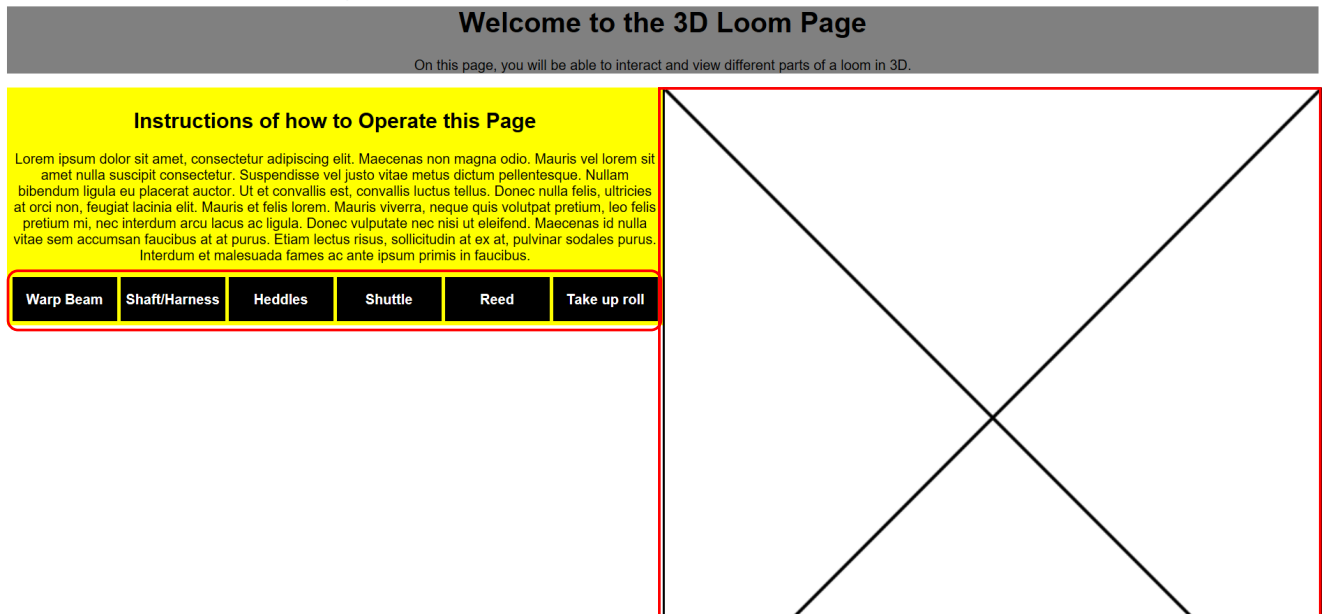 Welcome to the 3D Loom Page
On this page, you will be able to interact and view different parts of a loom in 3D.
Instructions of how to Operate this Page
Lorem ipsum dolor sit amet, consectetur adipiscing elit. Maecenas non magna odio. Mauris vel lorem sit
amet nulla suscipit consectetur. Suspendisse vel justo vitae metus dictum pellentesque. Nullam
bibendum ligula eu placerat auctor. Ut et convallis est, convallis luctus tellus. Donec nulla felis, ultricies
at orci non, feugiat lacinia elit. Mauris et felis lorem. Mauris viverra, neque quis volutpat pretium, leo felis
pretium mi, nec interdum arcu lacus ac ligula. Donec vulputate nec nisi ut eleifend. Maecenas id nulla
vitae sem accumsan faucibus at at purus. Etiam lectus risus, sollicitudin at ex at, pulvinar sodales purus.
Interdum et malesuada fames ac ante ipsum primis in faucibus.
Warp Beam Shaft/Harness Heddles Shuttle Reed Take up roll